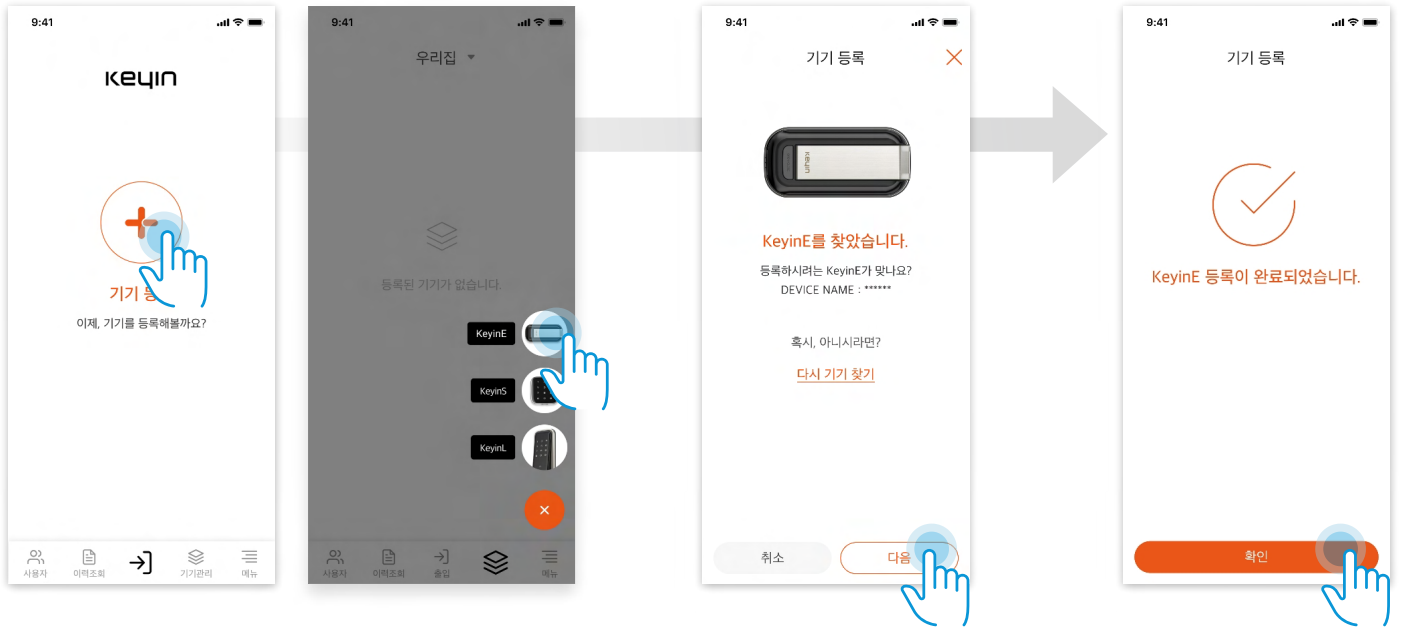 9:41
Keyin
기기 등
이제, 기기를 등록해볼까요?
사용자
이력조회
기기관리
메뉴
9:41
우리집
등록된 기기가 없습니다.
KeyinE
KeyinS
KeyinL
사용자
이력조회
출입
메뉴
9:41
기기 등록
Keyin
KeyinE를 찾았습니다.
등록하시려는 KeyinE가 맞나요?
DEVICE NAME : ******
혹시, 아니시라면?
다시 기기 찾기
취소
다음
9:41
기기 등록
KeyinE 등록이 완료되었습니다.
확인